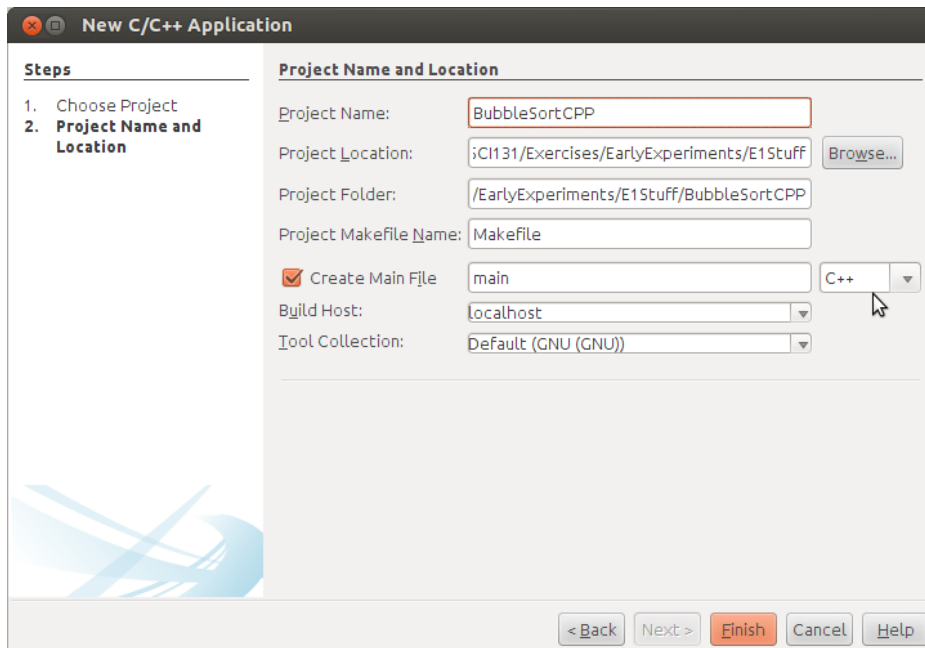 New C/C++ Application
Steps
1. Choose Project
2. Project Name and
Location
Project Name and Location
Project Name: BubbleSortCPP
Project Location: /Exercises/EarlyExperiments/E1Stuff Browse...
Project Folder: /EarlyExperiments/E1Stuff/BubbleSortCPP
Project Makefile Name: Makefile
Create Main File main C++
Build Host: localhost
Tool Collection: Default (GNU (GNU))
< Back Next > Finish Cancel Help